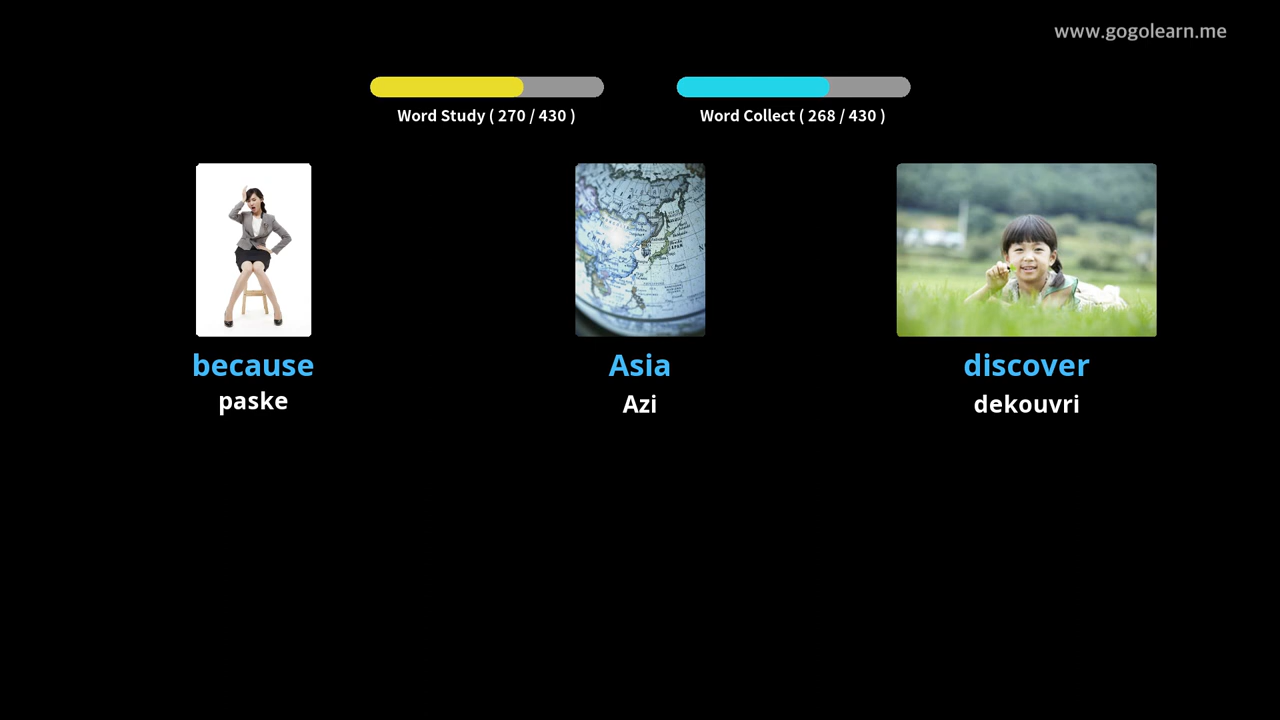 www.gogolearn.me
Word Study ( 270 / 430 )
Word Collect ( 268 / 430 )
because
paske
Asia
Azi
discover
dekouvri